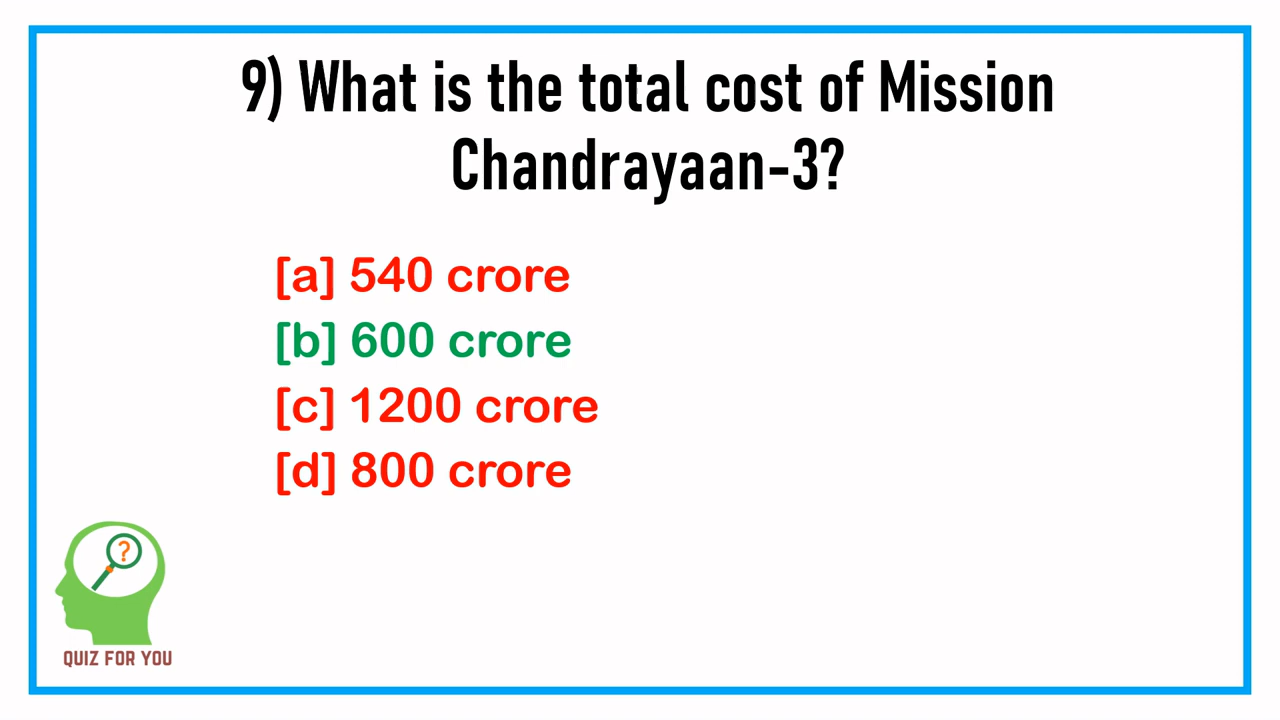 9) What is the total cost of Mission
Chandrayaan-3?
[a] 540 crore
[b] 600 crore
[c] 1200 crore
[d] 800 crore
?
QUIZ FOR YOU